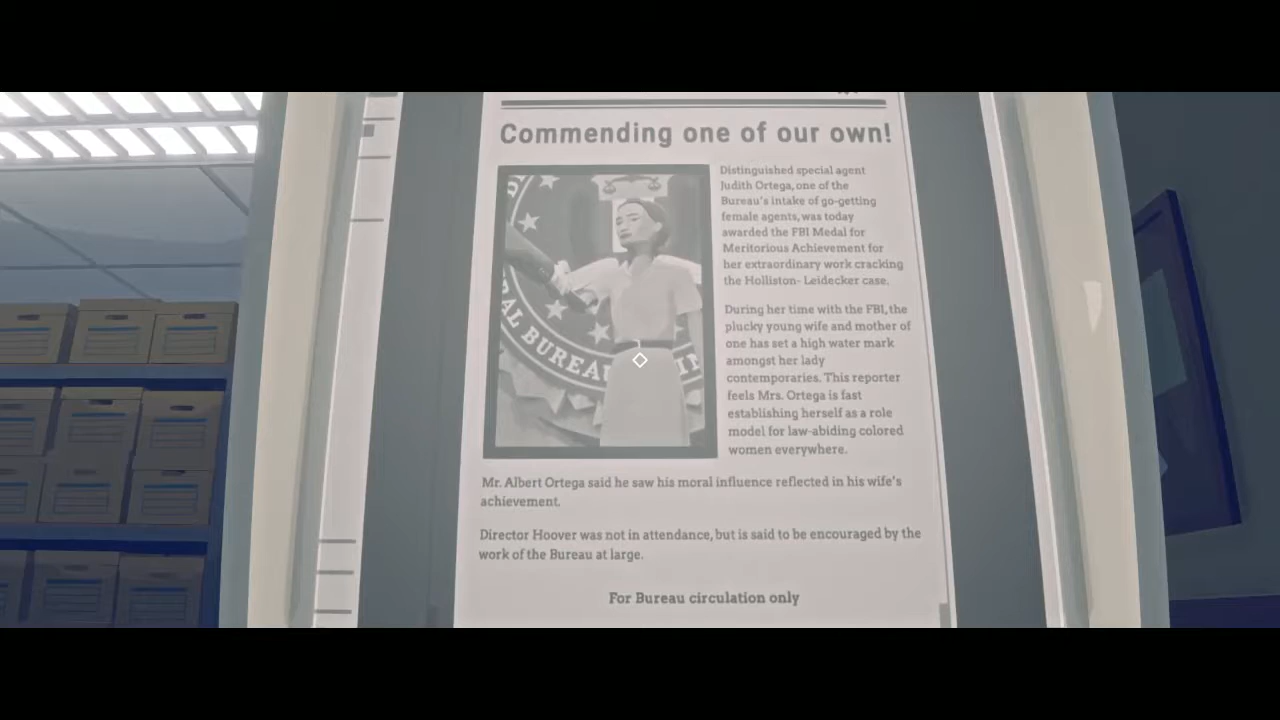 Commending one of our own!
Distinguished special agent
Judith Ortega, one of the
Bureau's intake of go-getting
female agents, was today
awarded the FBI Medal for
Meritorious Achievement for
her extraordinary work cracking
the Holliston- Leidecker case.
During her time with the FBI, the
plucky young wife and mother of
one has set a high water mark
amongst her lady
contemporaries. This reporter
feels Mrs. Ortega is fast
establishing herself as a role
model for law-abiding colored
women everywhere.
RAL BUREAU
Mr. Albert Ortega said he saw his moral influence reflected in his wife's
achievement.
Director Hoover was not in attendance, but is said to be encouraged by the
work of the Bureau at large.
For Bureau circulation only